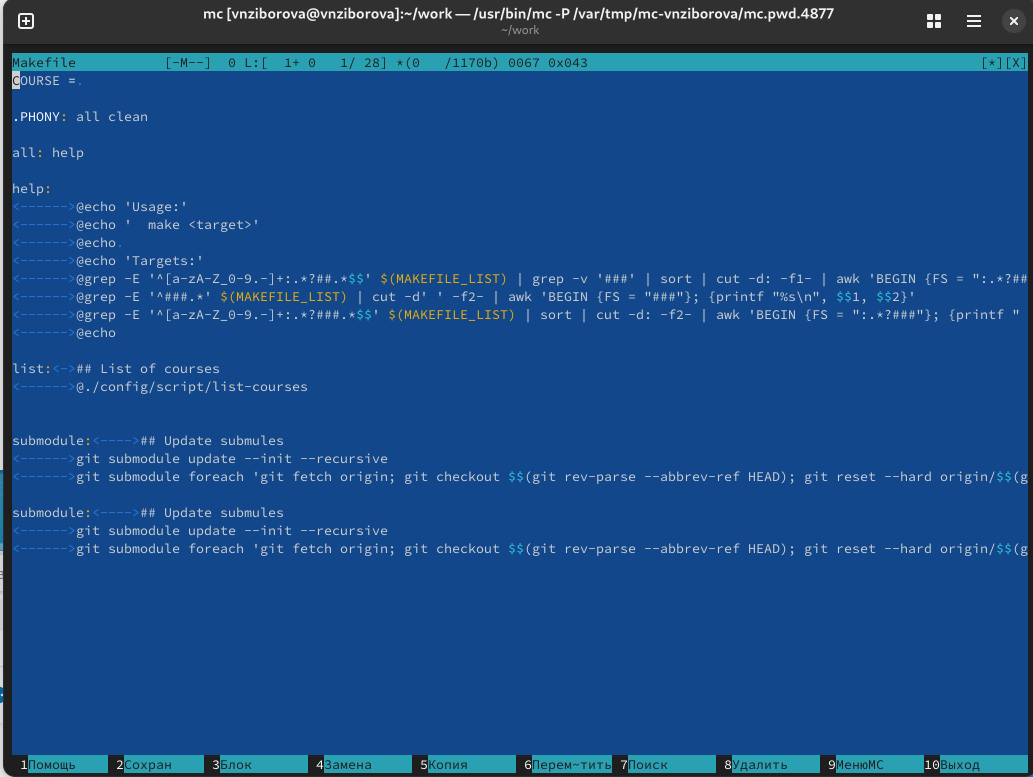 mc [vnziborova@vnziborova]:~/work — /usr/bin/mc -P /var/tmp/mc-vnziborova/mc.pwd.4877
~/work
Makefile [-M--] 0 L:[ 1+ 0 1/ 28] *(0 /1170b) 0067 0x043 [*][X]
COURSE =.
.PHONY: all clean
all: help
help:
<------>@echo 'Usage:'
<------>@echo '  make <target>'
<------>@echo.
<------>@echo 'Targets:'
<------>@grep -E '^[a-zA-Z_0-9.-]+:.*?##.*$$' $(MAKEFILE_LIST) | grep -v '###' | sort | cut -d: -f1- | awk 'BEGIN {FS = ":.*?##
<------>@grep -E '^###.*' $(MAKEFILE_LIST) | cut -d' ' -f2- | awk 'BEGIN {FS = "###"}; {printf "%s\n", $$1, $$2}'
<------>@grep -E '^[a-zA-Z_0-9.-]+:.*?###.*$$' $(MAKEFILE_LIST) | sort | cut -d: -f2- | awk 'BEGIN {FS = ":.*?###"}; {printf "
<------>@echo
list:<->## List of courses
<------>@./config/script/list-courses
submodule:<---->## Update submules
<------>git submodule update --init --recursive
<------>git submodule foreach 'git fetch origin; git checkout $$(git rev-parse --abbrev-ref HEAD); git reset --hard origin/$$(g
submodule:<---->## Update submules
<------>git submodule update --init --recursive
<------>git submodule foreach 'git fetch origin; git checkout $$(git rev-parse --abbrev-ref HEAD); git reset --hard origin/$$(g
1Помощь 2Сохран 3Блок 4Замена 5Копия 6Перем~тить 7Поиск 8Удалить 9МенюMC 10Выход